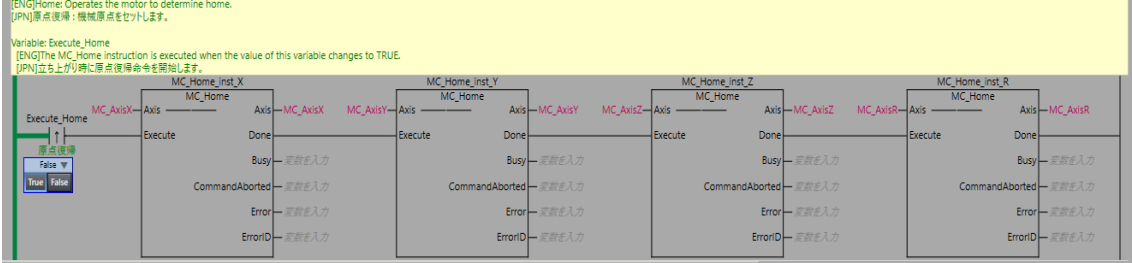 [ENG]Home: Operates the motor to determine home.
[JPN]原点復帰 : 機械原点をセットします。
Variable: Execute_Home
[ENG]The MC_Home instruction is executed when the value of this variable changes to TRUE.
[JPN]立ち上がり時に原点復帰命令を開始します。
MC_Home_inst_X MC_Home_inst_Y MC_Home_inst_Z MC_Home_inst_R
MC_Home MC_Home MC_Home MC_Home
MC_AxisX Axis Axis MC_AxisX MC_AxisY Axis Axis MC_AxisY MC_AxisZ Axis Axis MC_AxisZ MC_AxisR Axis Axis MC_AxisR
Execute_Home
Execute Done Execute Done Execute Done Execute Done
原点復帰
False
Busy 変数を入力 Busy 変数を入力 Busy 変数を入力 Busy 変数を入力
True False
CommandAborted 変数を入力 CommandAborted 変数を入力 CommandAborted 変数を入力 CommandAborted 変数を入力
Error 変数を入力 Error 変数を入力 Error 変数を入力 Error 変数を入力
ErrorID 変数を入力 ErrorID 変数を入力 ErrorID 変数を入力 ErrorID 変数を入力